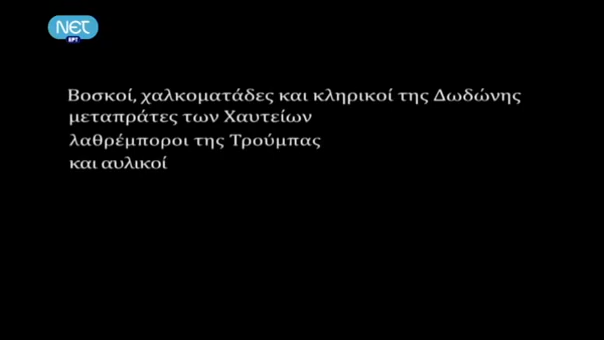 NET
ΕΡΤ
Βοσκοί, χαλκοματάδες και κληρικοί της Δωδώνης
μεταπράτες των Χαυτείων
λαθρέμποροι της Τρούμπας
και αυλικοί